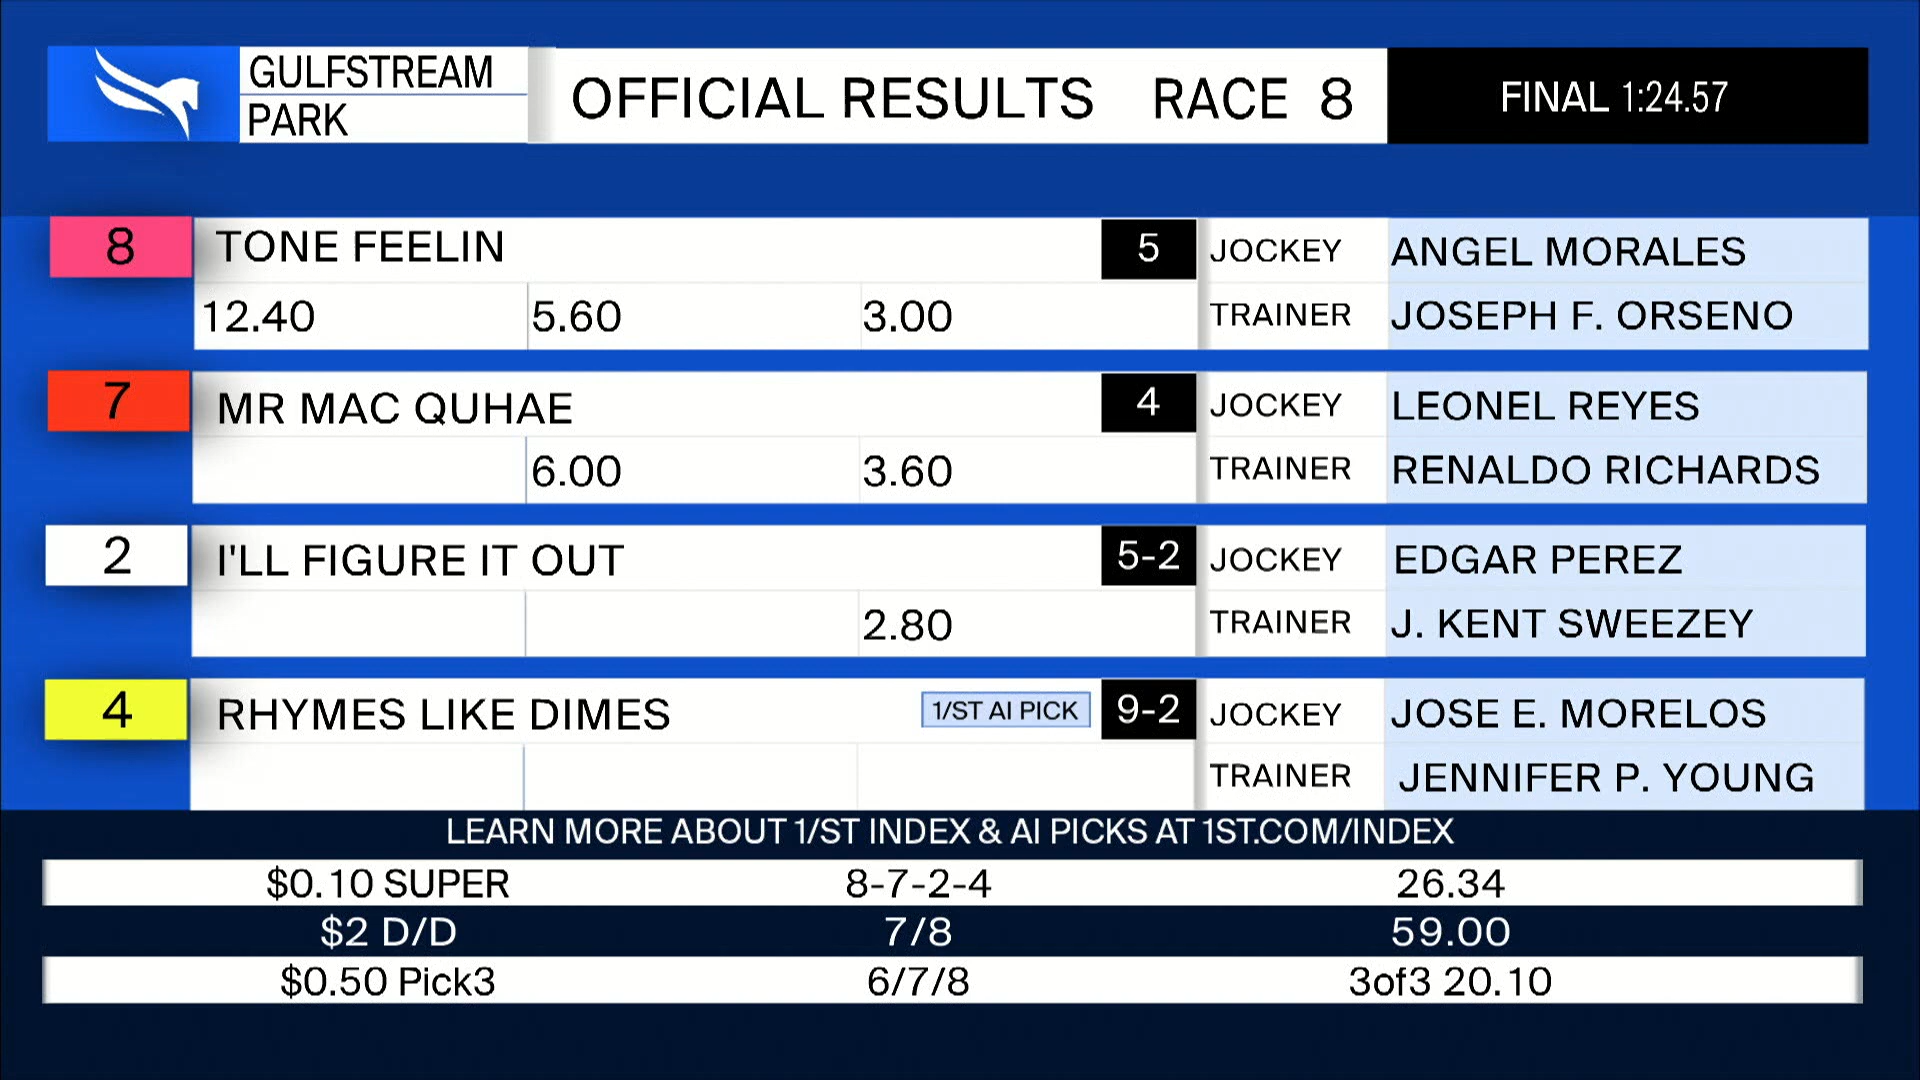 GULFSTREAM
PARK
OFFICIAL RESULTS RACE 8
FINAL 1:24.57
8 TONE FEELIN 5 JOCKEY ANGEL MORALES
12.40 5.60 3.00 TRAINER JOSEPH F. ORSENO
7 MR MAC QUHAE 4 JOCKEY LEONEL REYES
6.00 3.60 TRAINER RENALDO RICHARDS
2 I'LL FIGURE IT OUT 5-2 JOCKEY EDGAR PEREZ
2.80 TRAINER J. KENT SWEEZEY
4 RHYMES LIKE DIMES 1/ST AI PICK 9-2 JOCKEY JOSE E. MORELOS
TRAINER JENNIFER P. YOUNG
LEARN MORE ABOUT 1/ST INDEX & AI PICKS AT 1ST.COM/INDEX
$0.10 SUPER 8-7-2-4 26.34
$2 D/D 7/8 59.00
$0.50 Pick3 6/7/8 3of3 20.10